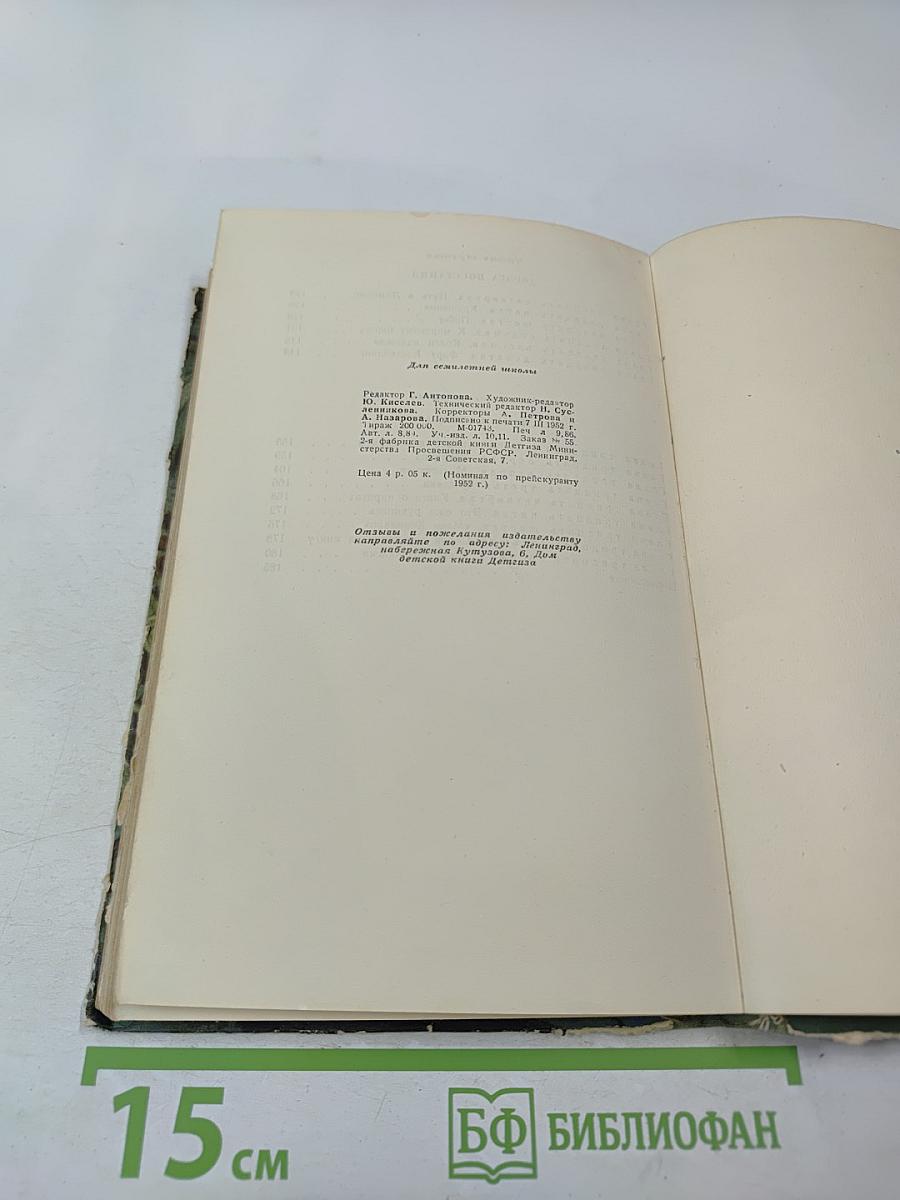 Для семилетней школы
Редактор Г. Антонова. Художник-редактор
Ю. Киселев. Технический редактор Н. Сус-
ленникова. Корректоры А. Петрова и
А. Назарова. Подписано к печати 7 III 1952 г.
Тираж 200 000. М-01743. Печ л 9,86.
Авт. л. 8,84. Уч.-изд. л. 10,11. Заказ № 55.
2-я фабрика детской книги Детгиза Мини-
стерства Просвещения РСФСР. Ленинград,
2-я Советская, 7.
Цена 4 р. 05 к. (Номинал по прейскуранту
1952 г.)
Отзывы и пожелания издательству
направляйте по адресу: Ленинград,
набережная Кутузова, 6, Дом
детской книги Детгиза
15 см
БФ БИБЛИОФАН